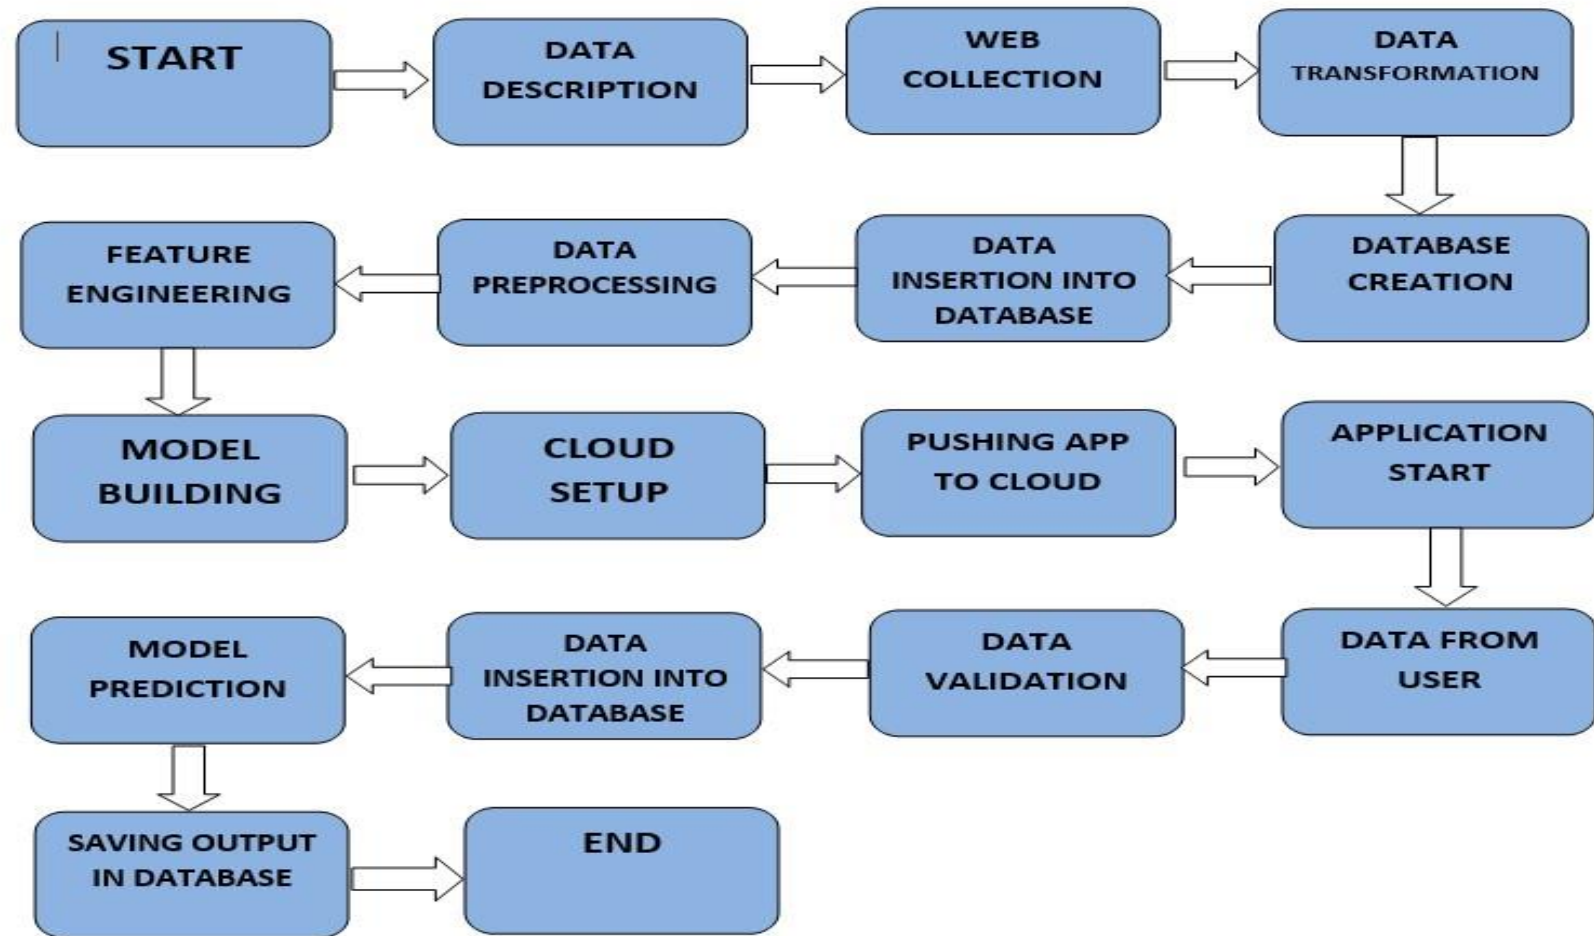 START
DATA
DESCRIPTION
WEB
COLLECTION
DATA
TRANSFORMATION
DATABASE
CREATION
DATA
INSERTION INTO
DATABASE
DATA
PREPROCESSING
FEATURE
ENGINEERING
MODEL
BUILDING
CLOUD
SETUP
PUSHING APP
TO CLOUD
APPLICATION
START
DATA FROM
USER
DATA
VALIDATION
DATA
INSERTION INTO
DATABASE
MODEL
PREDICTION
SAVING OUTPUT
IN DATABASE
END